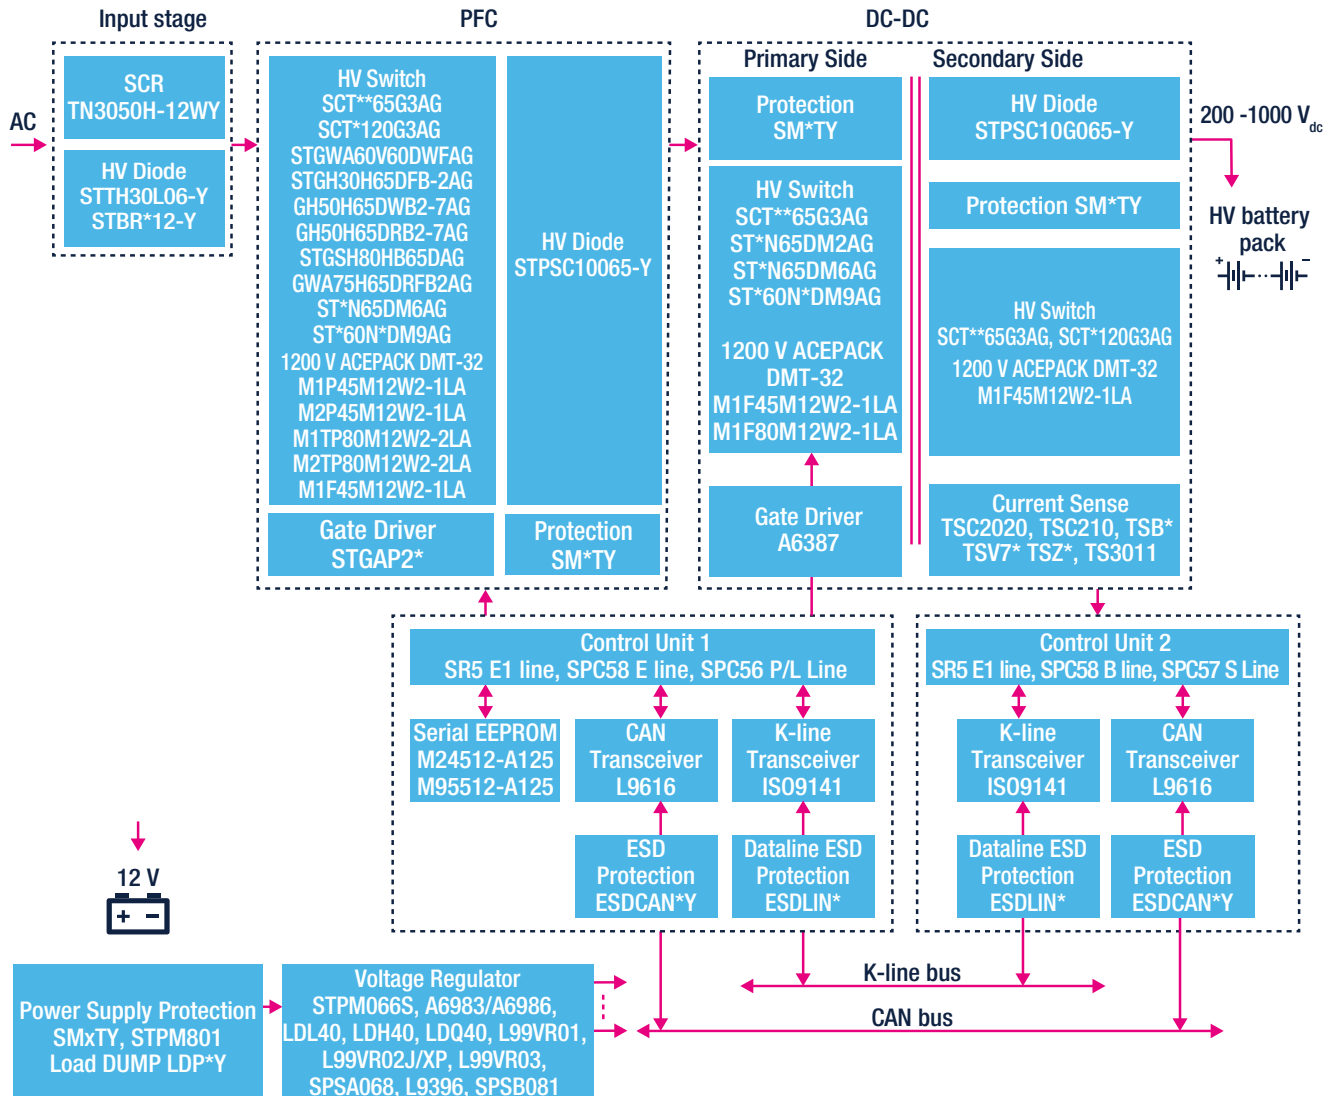 Input stage
PFC
DC-DC
AC
SCR
TN3050H-12WY
HV Diode
STTH30L06-Y
STBR*12-Y
HV Switch
SCT**65G3AG
SCT*120G3AG
STGWA60V60DWFAG
STGH30H65DFB-2AG
GH50H65DWB2-7AG
GH50H65DRB2-7AG
STGSH80HB65DAG
GWA75H65DRFB2AG
ST*N65DM6AG
ST*60N*DM9AG
1200 V ACEPACK DMT-32
M1P45M12W2-1LA
M2P45M12W2-1LA
M1TP80M12W2-2LA
M2TP80M12W2-2LA
M1F45M12W2-1LA
HV Diode
STPSC10065-Y
Gate Driver
STGAP2*
Protection
SM*TY
Primary Side
Protection
SM*TY
HV Switch
SCT**65G3AG
ST*N65DM2AG
ST*N65DM6AG
ST*60N*DM9AG
1200 V ACEPACK
DMT-32
M1F45M12W2-1LA
M1F80M12W2-1LA
Gate Driver
A6387
Secondary Side
HV Diode
STPSC10G065-Y
Protection SM*TY
HV Switch
SCT**65G3AG, SCT*120G3AG
1200 V ACEPACK DMT-32
M1F45M12W2-1LA
Current Sense
TSC2020, TSC210, TSB*
TSV7* TSZ*, TS3011
200 -1000 Vdc
HV battery
pack
+ −
Control Unit 1
SR5 E1 line, SPC58 E line, SPC56 P/L Line
Serial EEPROM
M24512-A125
M95512-A125
CAN
Transceiver
L9616
K-line
Transceiver
ISO9141
ESD
Protection
ESDCAN*Y
Dataline ESD
Protection
ESDLIN*
Control Unit 2
SR5 E1 line, SPC58 B line, SPC57 S Line
K-line
Transceiver
ISO9141
CAN
Transceiver
L9616
Dataline ESD
Protection
ESDLIN*
ESD
Protection
ESDCAN*Y
12 V
+ −
Power Supply Protection
SMxTY, STPM801
Load DUMP LDP*Y
Voltage Regulator
STPM066S, A6983/A6986,
LDL40, LDH40, LDQ40, L99VR01,
L99VR02J/XP, L99VR03,
SPSA068, L9396, SPSB081
K-line bus
CAN bus